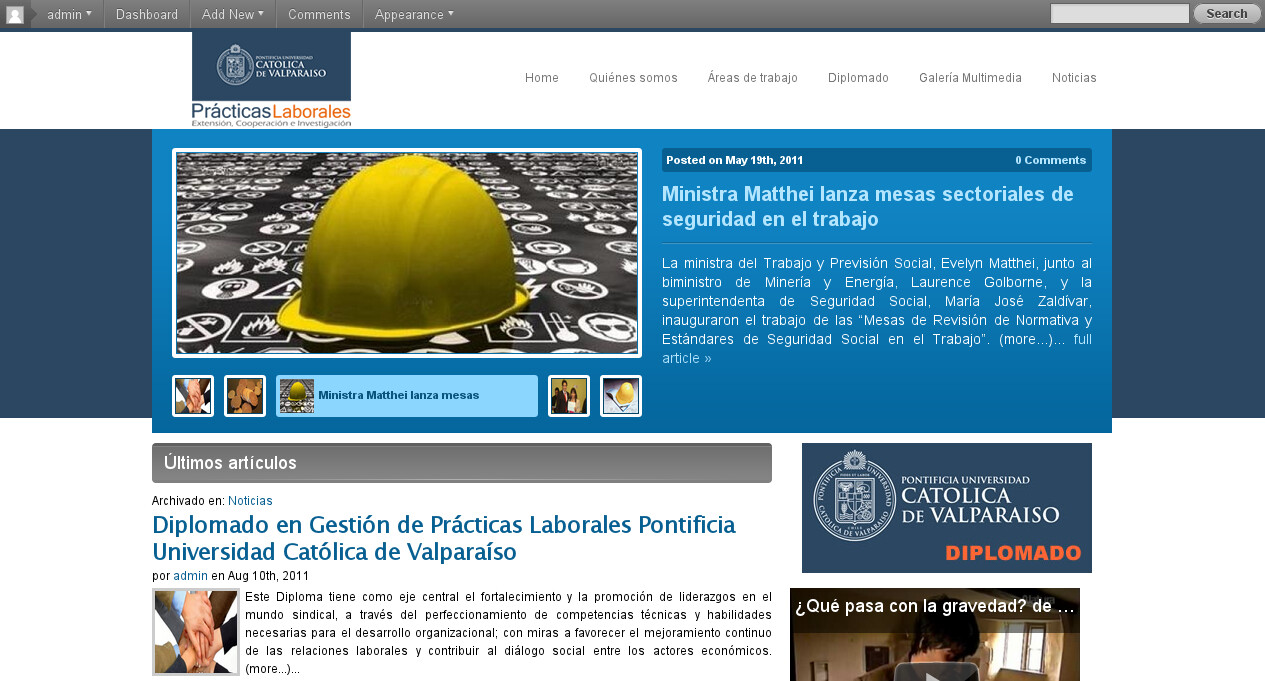 admin Dashboard Add New Comments Appearance Search
PONTIFICIA UNIVERSIDAD
CATOLICA
DE VALPARAISO
PrácticasLaborales
Extensión, Cooperación e Investigación
Home Quiénes somos Áreas de trabajo Diplomado Galería Multimedia Noticias
Posted on May 19th, 2011 0 Comments
Ministra Matthei lanza mesas sectoriales de
seguridad en el trabajo
La ministra del Trabajo y Previsión Social, Evelyn Matthei, junto al
biministro de Minería y Energía, Laurence Golborne, y la
superintendenta de Seguridad Social, María José Zaldívar,
inauguraron el trabajo de las “Mesas de Revisión de Normativa y
Estándares de Seguridad Social en el Trabajo”. (more...)... full
article »
Ministra Matthei lanza mesas
Últimos artículos
Archivado en: Noticias
Diplomado en Gestión de Prácticas Laborales Pontificia
Universidad Católica de Valparaíso
por admin en Aug 10th, 2011
Este Diploma tiene como eje central el fortalecimiento y la promoción de liderazgos en el
mundo sindical, a través del perfeccionamiento de competencias técnicas y habilidades
necesarias para el desarrollo organizacional; con miras a favorecer el mejoramiento continuo
de las relaciones laborales y contribuir al diálogo social entre los actores económicos.
(more...)...
PONTIFICIA UNIVERSIDAD
CATOLICA
DE VALPARAISO
DIPLOMADO
¿Qué pasa con la gravedad? de ...